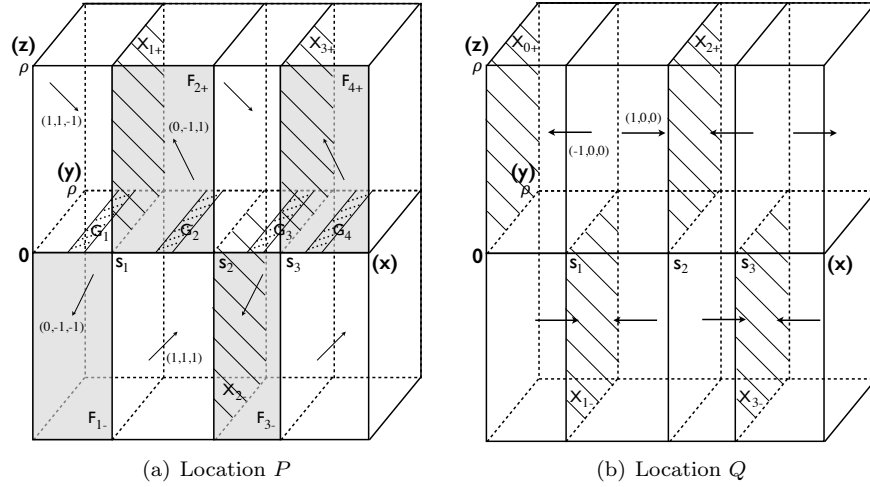 (z)
X1+
X3+
ρ
F2+
F4+
(1,1,-1)
(0,-1,1)
(y)
ρ
G1
G2
G3
G4
0
s1
s2
s3
(x)
(0,-1,-1)
(1,1,1)
X2-
F1-
F3-
(a) Location P
(z)
X0+
X2+
ρ
(1,0,0)
(-1,0,0)
(y)
ρ
0
s1
s2
s3
(x)
X1-
X3-
(b) Location Q